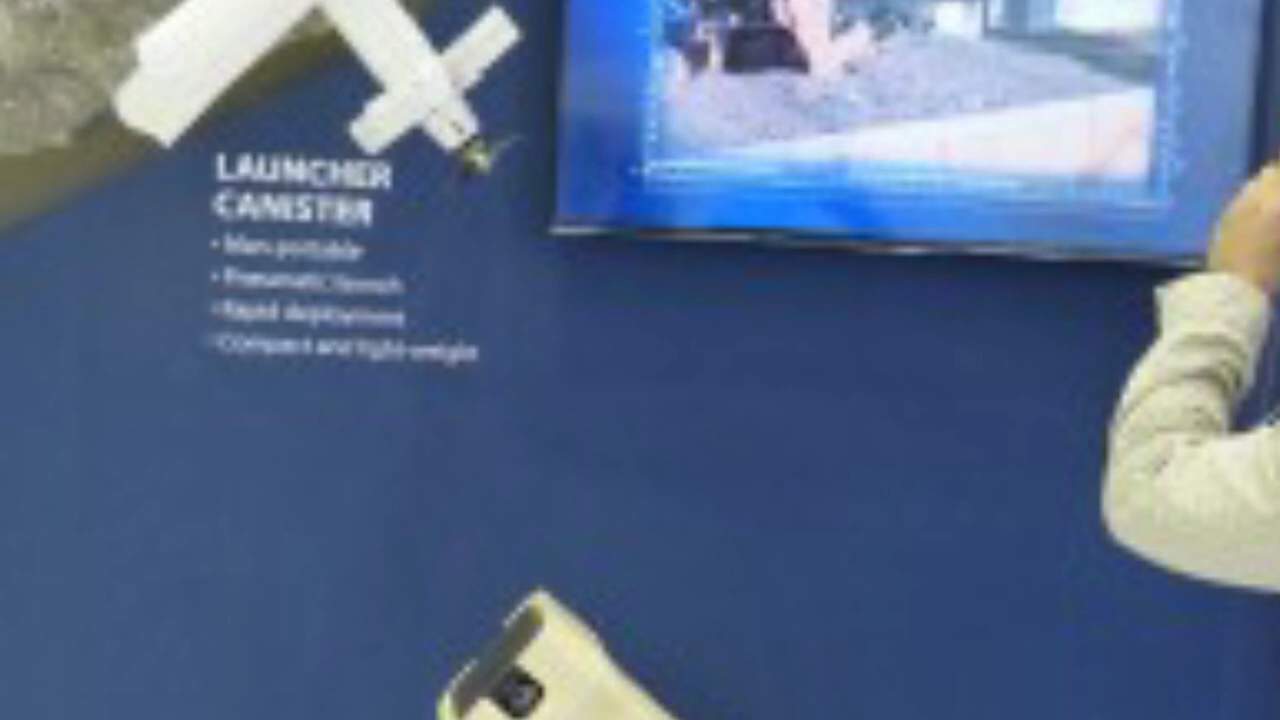 LAUNCHER
CANISTER
• Man portable
• Pneumatic launch
• Rapid deployment
• Compact and light-weight